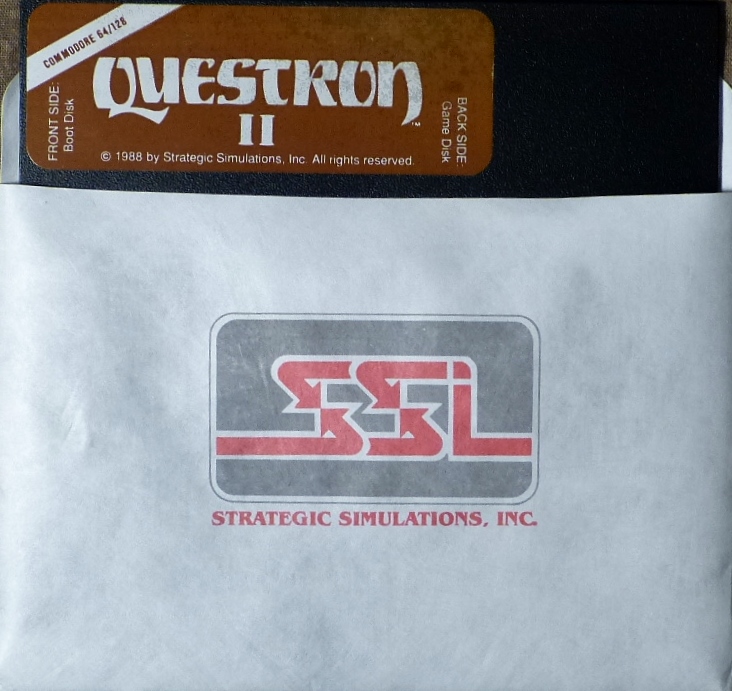 COMMODORE 64/128
QUESTRON
II
™
FRONT SIDE:
Boot Disk
BACK SIDE:
Game Disk
© 1988 by Strategic Simulations, Inc. All rights reserved.
SSI
STRATEGIC SIMULATIONS, INC.